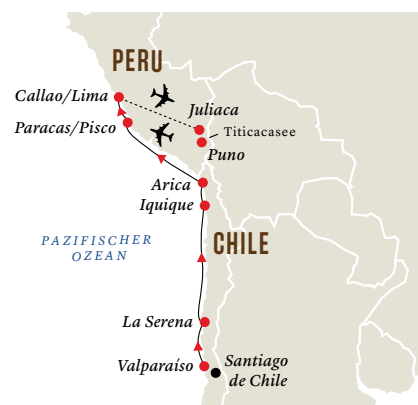 PERU
Callao/Lima
Juliaca
Paracas/Pisco
Titicacasee
Puno
Arica
Iquique
PAZIFISCHER
OZEAN
CHILE
La Serena
Valparaíso
Santiago
de Chile